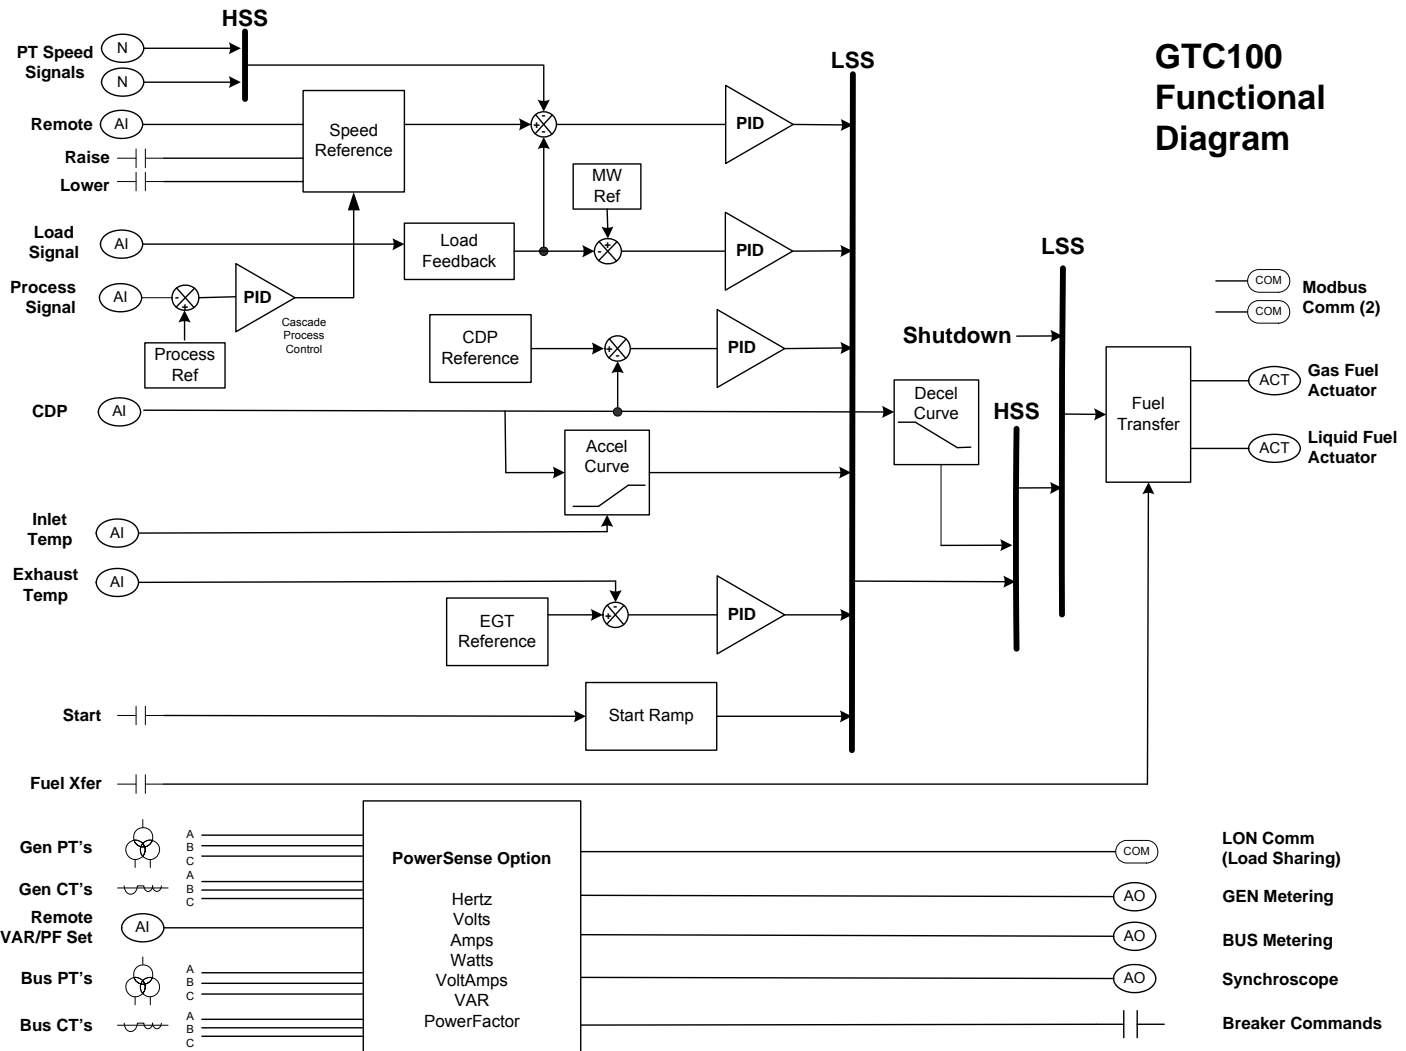 GTC100
Functional
Diagram
HSS
PT Speed
Signals
N
N
LSS
Remote
AI
Speed
Reference
PID
Raise
Lower
MW
Ref
Load
Signal
AI
Load
Feedback
PID
LSS
Process
Signal
AI
PID
Cascade
Process
Control
Process
Ref
CDP
Reference
PID
Shutdown
COM
COM
Modbus
Comm (2)
Fuel
Transfer
ACT
Gas Fuel
Actuator
ACT
Liquid Fuel
Actuator
CDP
AI
Decel
Curve
HSS
Accel
Curve
Inlet
Temp
AI
Exhaust
Temp
AI
EGT
Reference
PID
Start
Start Ramp
Fuel Xfer
Gen PT's
A
B
C
Gen CT's
A
B
C
Remote
VAR/PF Set
AI
Bus PT's
A
B
C
Bus CT's
A
B
C
PowerSense Option
Hertz
Volts
Amps
Watts
VoltAmps
VAR
PowerFactor
COM
LON Comm
(Load Sharing)
AO
GEN Metering
AO
BUS Metering
AO
Synchroscope
Breaker Commands